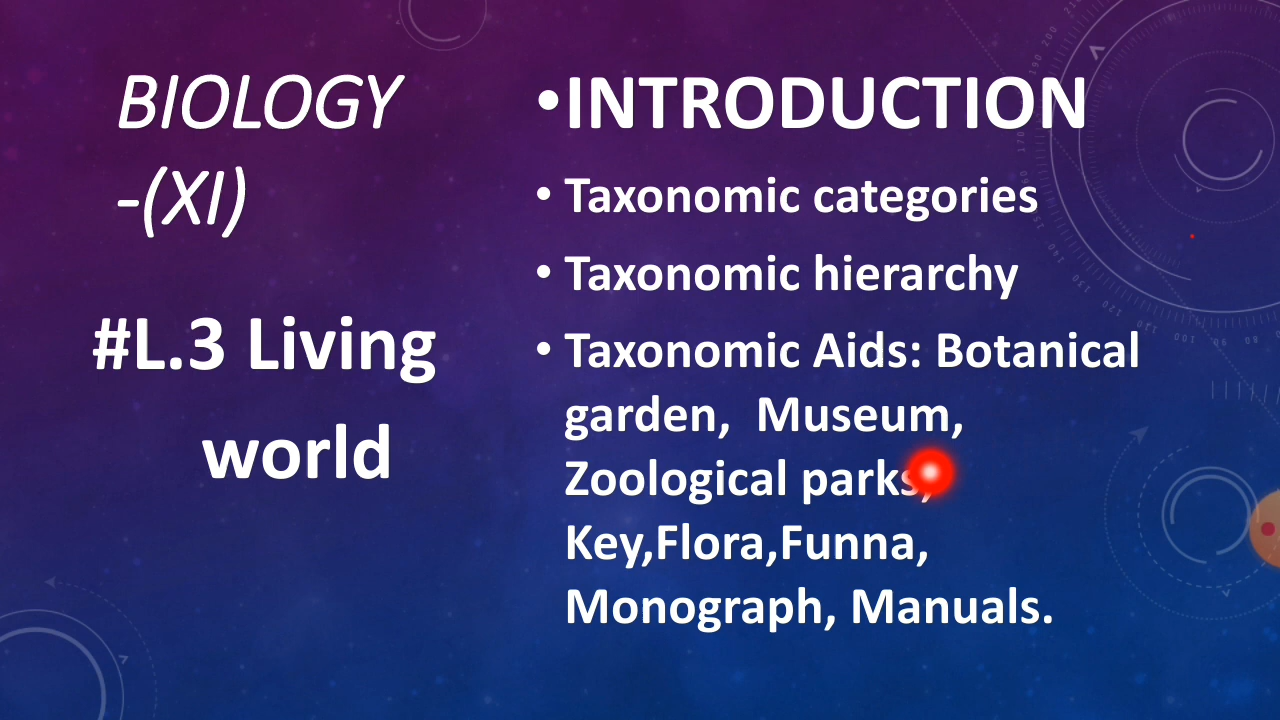 BIOLOGY
-(XI)
#L.3 Living
world
•INTRODUCTION
• Taxonomic categories
• Taxonomic hierarchy
• Taxonomic Aids: Botanical
garden, Museum,
Zoological parks,
Key,Flora,Funna,
Monograph, Manuals.